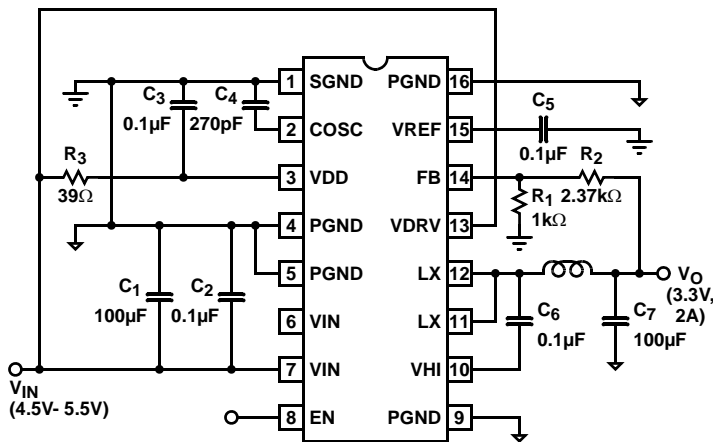 1 SGND PGND 16
C3 C4 C5
0.1µF 270pF
2 COSC VREF 15
0.1µF
R3 R2
3 VDD FB 14
39Ω R1 2.37kΩ
1kΩ
4 PGND VDRV 13
5 PGND LX 12
C1 C2
100µF 0.1µF
VO
(3.3V,
2A)
6 VIN LX 11
C6 C7
0.1µF 100µF
7 VIN VHI 10
VIN
(4.5V- 5.5V)
8 EN PGND 9